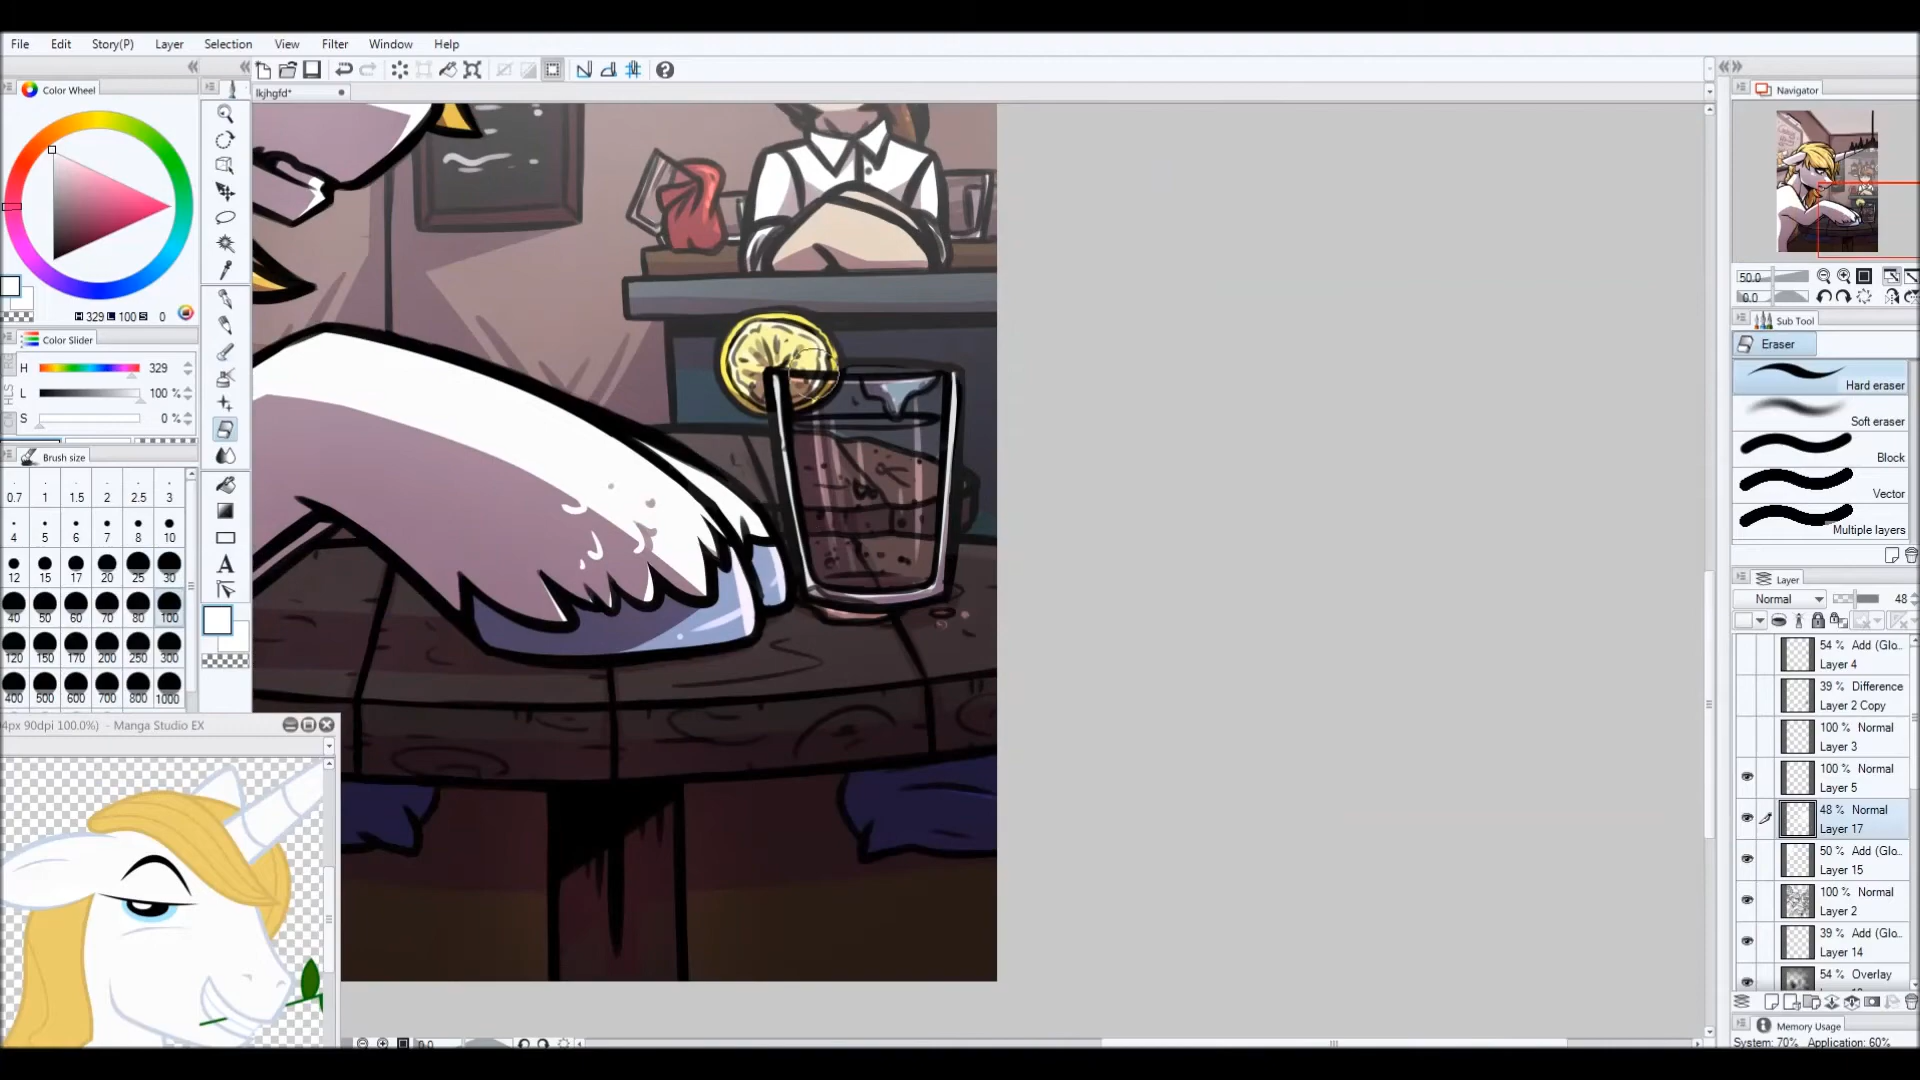 File Edit Story(P) Layer Selection View Filter Window Help
Color Wheel
lkjhgfd*
Navigator
H 329 L 100 S 0
50.0
0.0
Color Slider
Sub Tool
Eraser
H 329
L 100 %
S 0 %
Hard eraser
Soft eraser
Block
Vector
Multiple layers
Brush size
0.7 1 1.5 2 2.5 3
4 5 6 7 8 10
12 15 17 20 25 30
40 50 60 70 80 100
120 150 170 200 250 300
400 500 600 700 800 1000
A
Layer
Normal 48
54 % Add (Glo..
Layer 4
39 % Difference
Layer 2 Copy
100 % Normal
Layer 3
100 % Normal
Layer 5
48 % Normal
Layer 17
50 % Add (Glo..
Layer 15
100 % Normal
Layer 2
39 % Add (Glo..
Layer 14
54 % Overlay
4px 90dpi 100.0%) - Manga Studio EX
0.0
Memory Usage
System: 70% Application: 60%